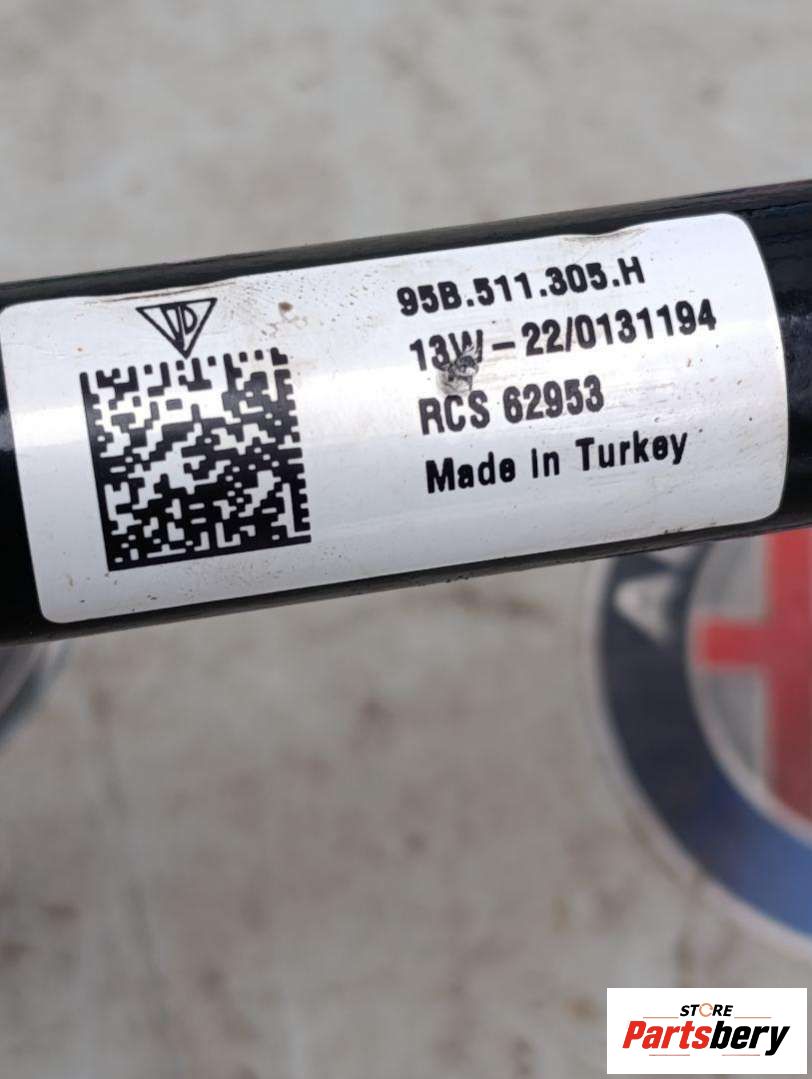 95B.511.305.H
13W-22/0131194
RCS 62953
Made in Turkey
STORE
Partsbery